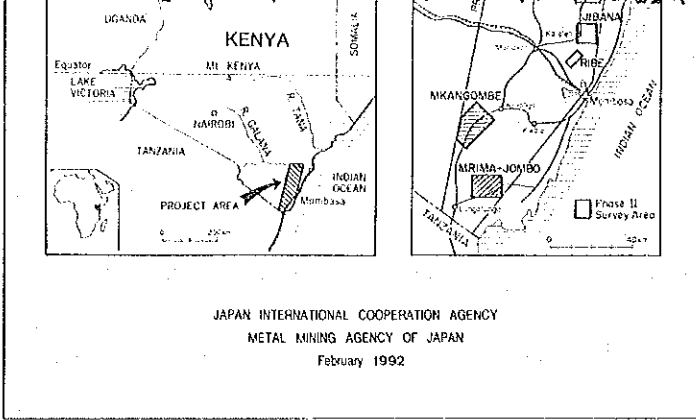 UGANDA
KENYA
SOMALIA
Equator
Mt KENYA
LAKE
VICTORIA
NAIROBI
R. GALANA
R. TANA
TANZANIA
INDIAN
OCEAN
PROJECT AREA
Mombasa
JIBANA
RIBE
MKANGOMBE
Mombasa
INDIAN OCEAN
MRIMA-JOMBO
Phase II
Survey Area
TANZANIA
0
40km
JAPAN INTERNATIONAL COOPERATION AGENCY
METAL MINING AGENCY OF JAPAN
February 1992